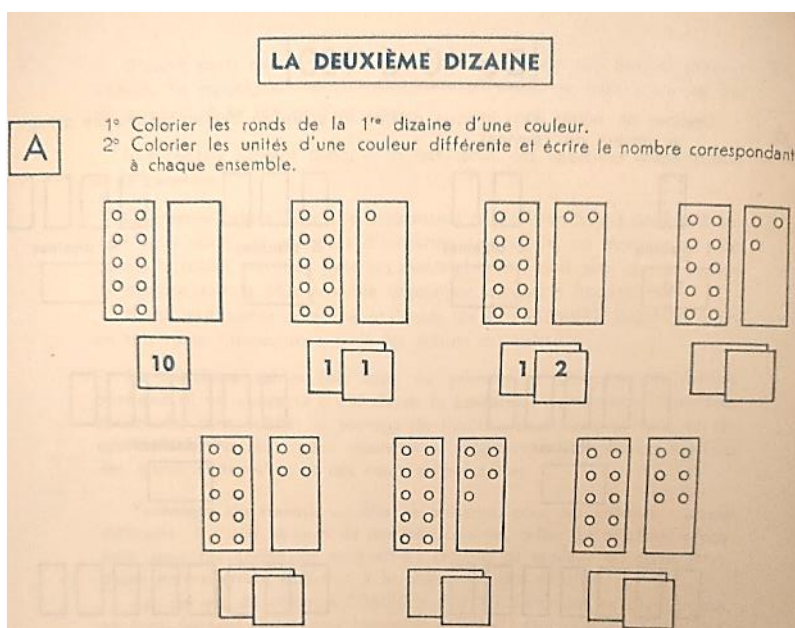 LA DEUXIÈME DIZAINE
A
1° Colorier les ronds de la 1re dizaine d'une couleur.
2° Colorier les unités d'une couleur différente et écrire le nombre correspondant
à chaque ensemble.
10
1 1
1 2